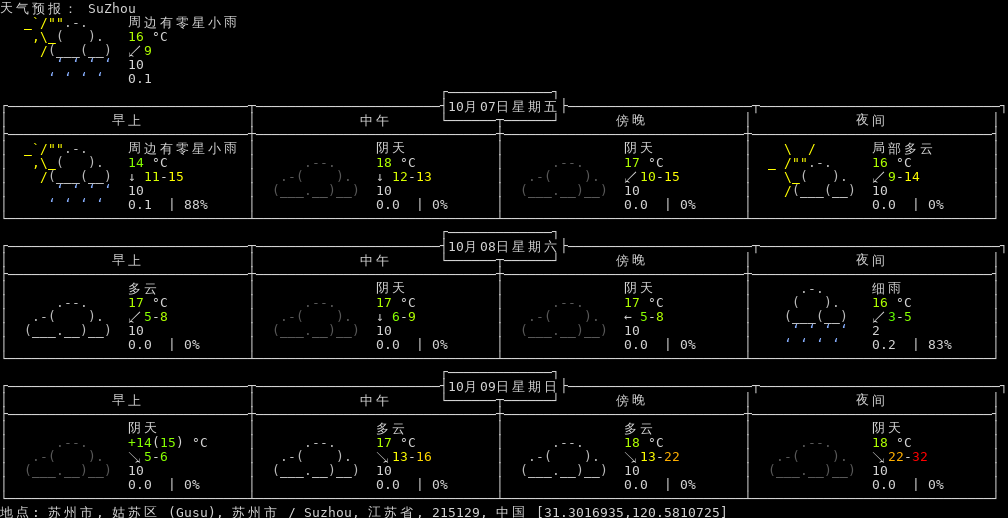 天气预报: SuZhou
周边有零星小雨
16 °C
↙9
10
0.1
10月07日星期五
早上 中午 傍晚 夜间
周边有零星小雨 阴天 阴天 局部多云
14 °C 18 °C 17 °C 16 °C
↓ 11-15 ↓ 12-13 ↙10-15 ↙9-14
10 10 10 10
0.1 | 88% 0.0 | 0% 0.0 | 0% 0.0 | 0%
10月08日星期六
早上 中午 傍晚 夜间
多云 阴天 阴天 细雨
17 °C 17 °C 17 °C 16 °C
↙5-8 ↓ 6-9 ← 5-8 ↙3-5
10 10 10 2
0.0 | 0% 0.0 | 0% 0.0 | 0% 0.2 | 83%
10月09日星期日
早上 中午 傍晚 夜间
阴天 多云 多云 阴天
+14(15) °C 17 °C 18 °C 18 °C
↘5-6 ↘13-16 ↘13-22 ↘22-32
10 10 10 10
0.0 | 0% 0.0 | 0% 0.0 | 0% 0.0 | 0%
地点: 苏州市, 姑苏区 (Gusu), 苏州市 / Suzhou, 江苏省, 215129, 中国 [31.3016935,120.5810725]